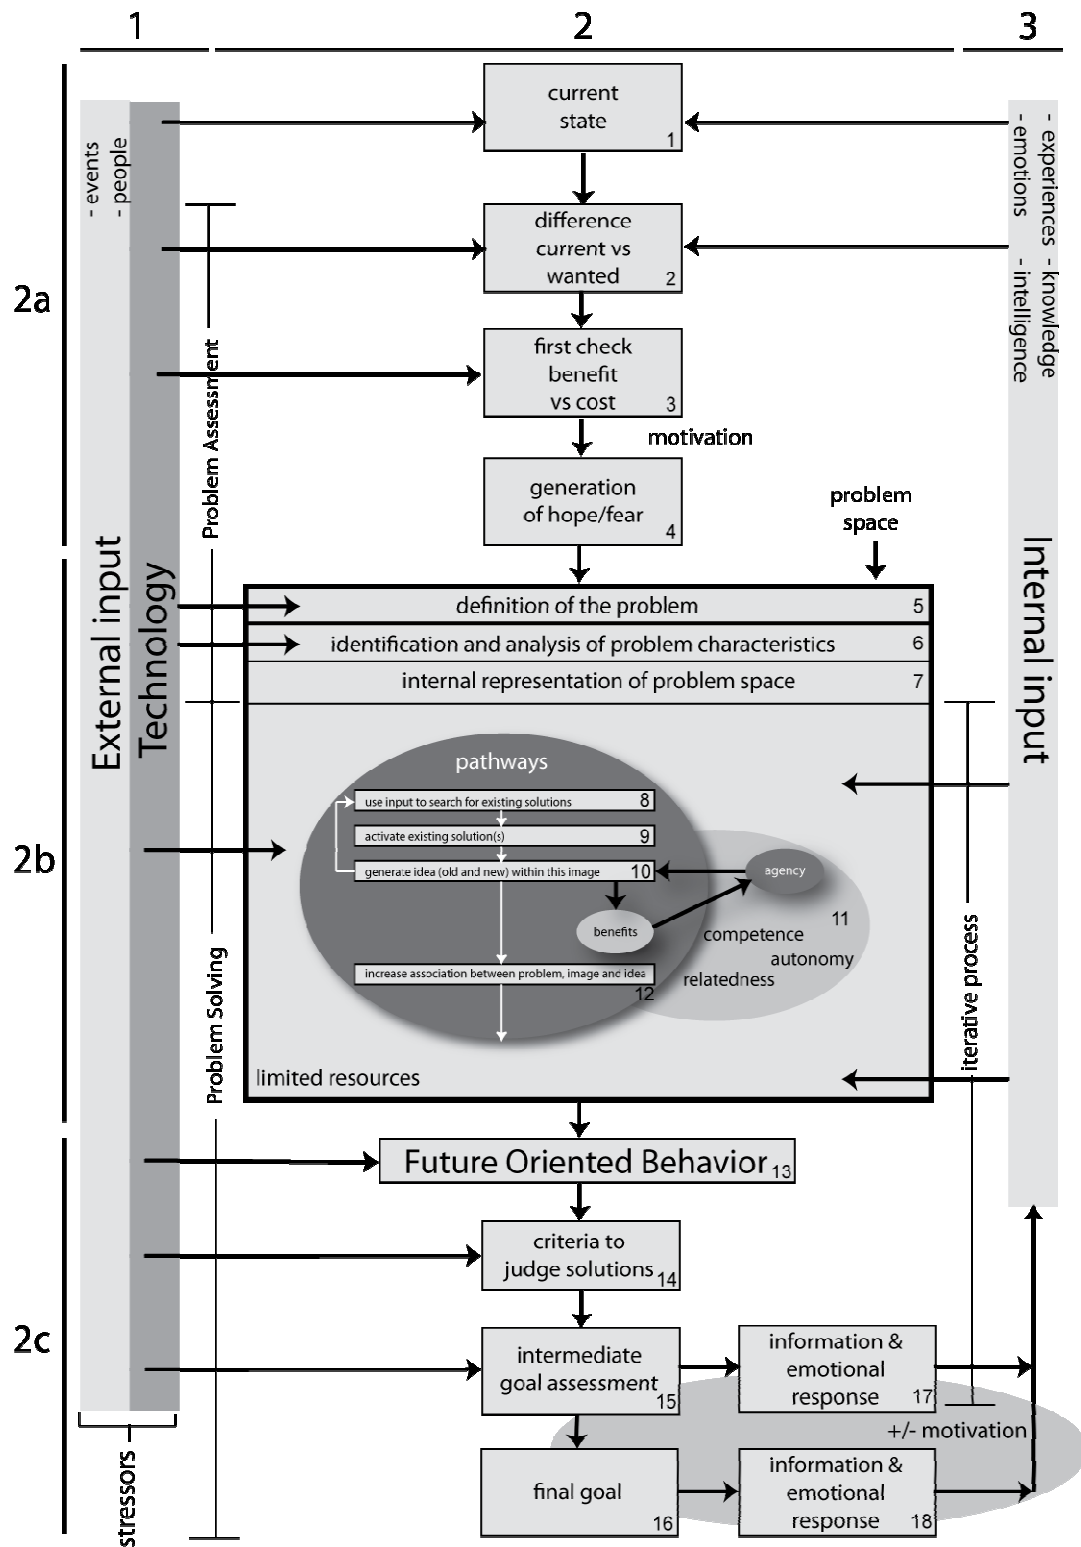 1
2
3
current
state
1
- events
- people
- experiences - knowledge
- emotions - intelligence
difference
current vs
wanted
2
2a
first check
benefit
vs cost
3
motivation
Problem Assessment
generation
of hope/fear
4
problem
space
External input
Technology
Internal input
definition of the problem
5
identification and analysis of problem characteristics
6
internal representation of problem space
7
2b
pathways
use input to search for existing solutions
8
activate existing solution(s)
9
generate idea (old and new) within this image
10
agency
11
benefits
competence
autonomy
relatedness
increase association between problem, image and idea
12
iterative process
Problem Solving
limited resources
Future Oriented Behavior
13
criteria to
judge solutions
14
2c
intermediate
goal assessment
15
information &
emotional
response
17
+/- motivation
final goal
16
information &
emotional
response
18
stressors